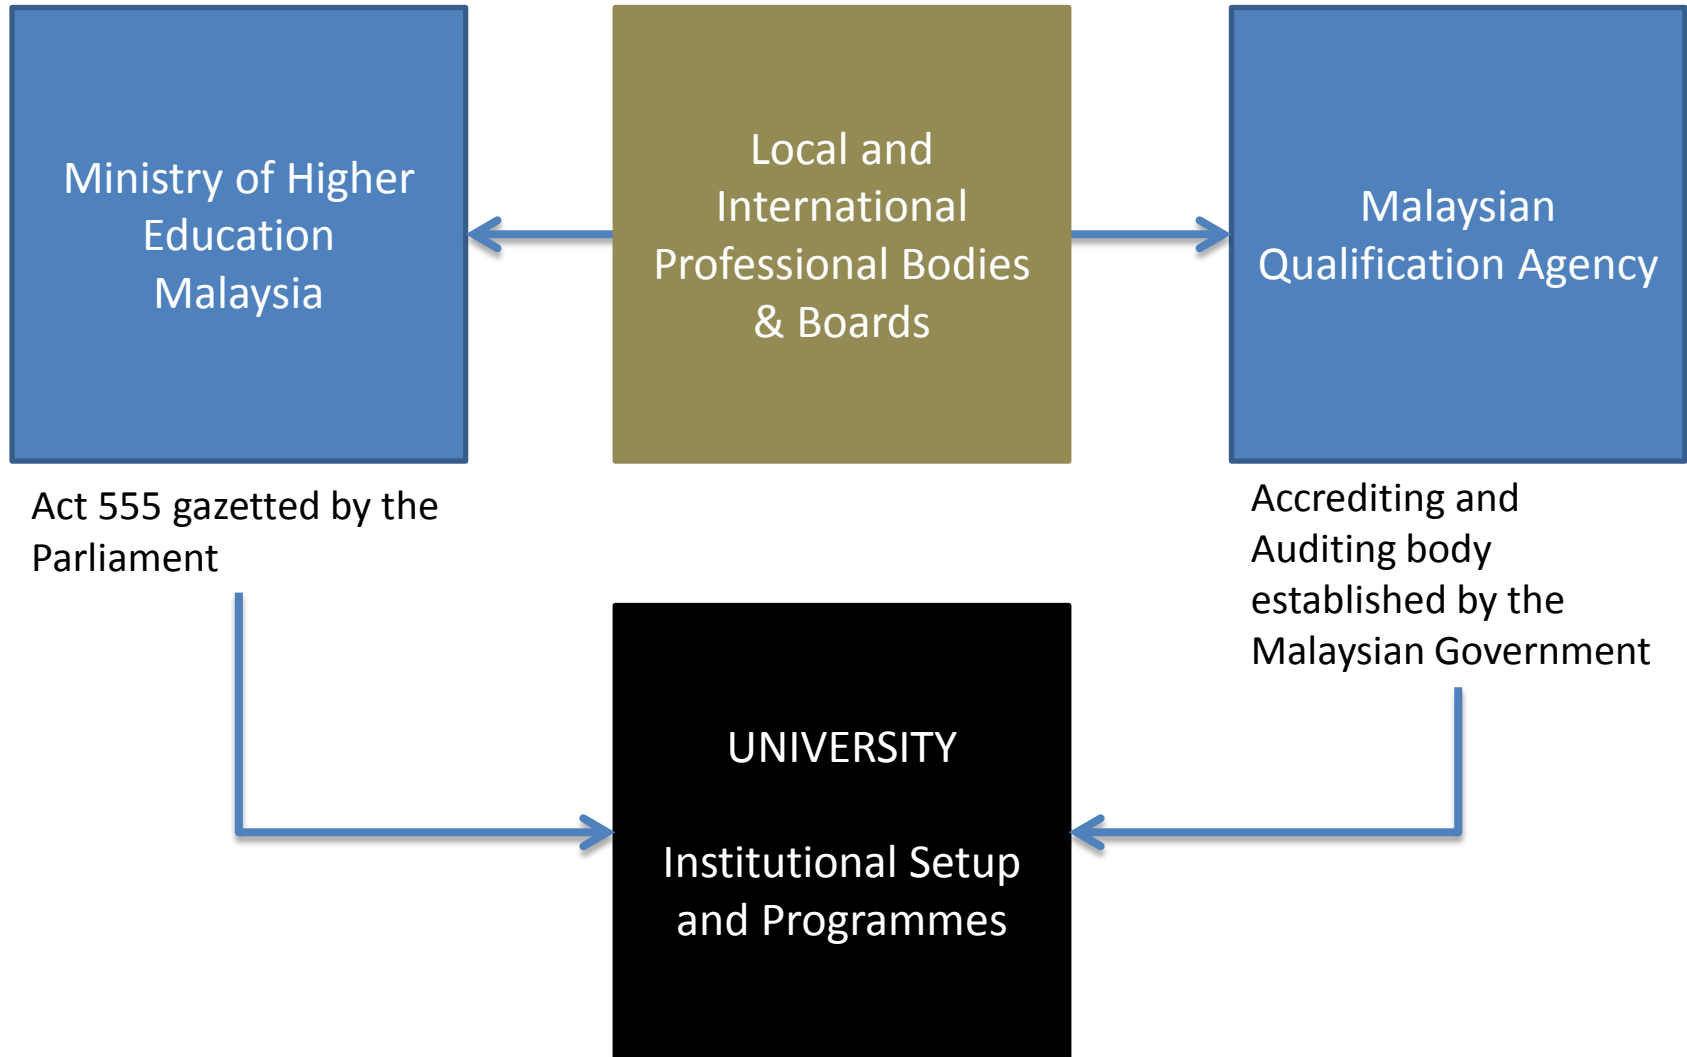 Ministry of Higher
Education
Malaysia
Local and
International
Professional Bodies
& Boards
Malaysian
Qualification Agency
Act 555 gazetted by the
Parliament
Accrediting and
Auditing body
established by the
Malaysian Government
UNIVERSITY
Institutional Setup
and Programmes